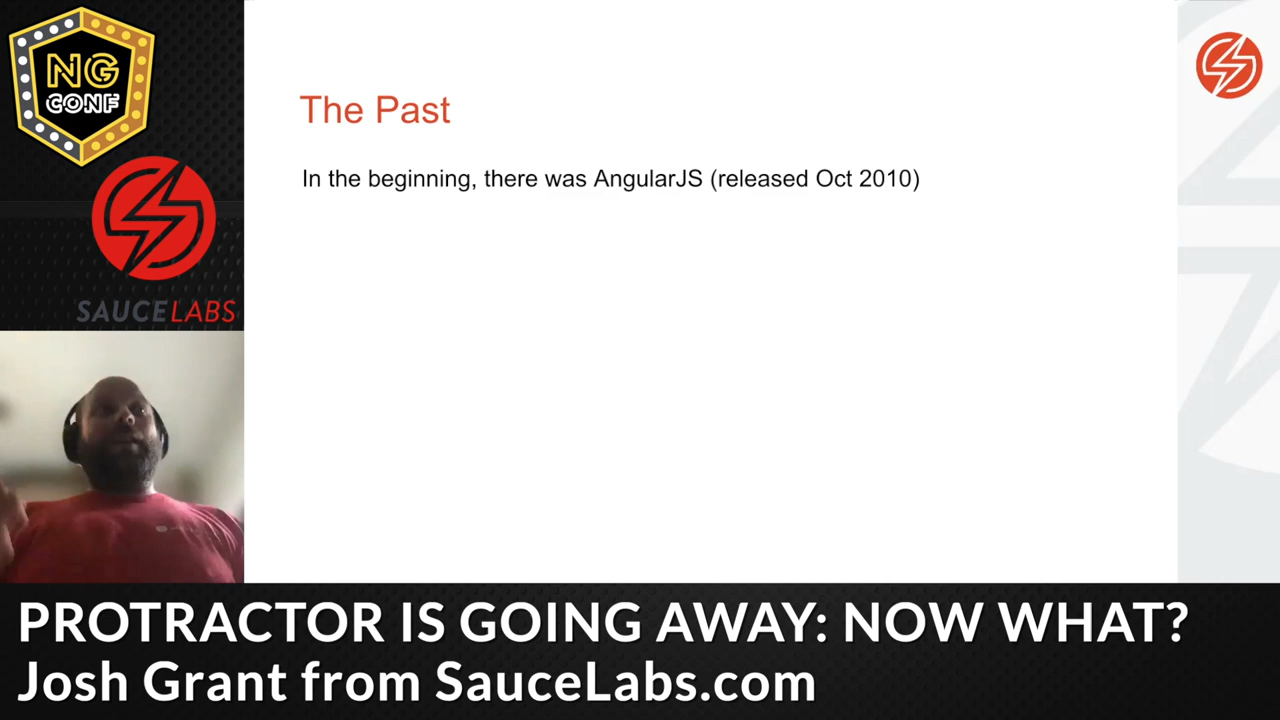 NG
CONF
SAUCELABS
The Past
In the beginning, there was AngularJS (released Oct 2010)
PROTRACTOR IS GOING AWAY: NOW WHAT?
Josh Grant from SauceLabs.com